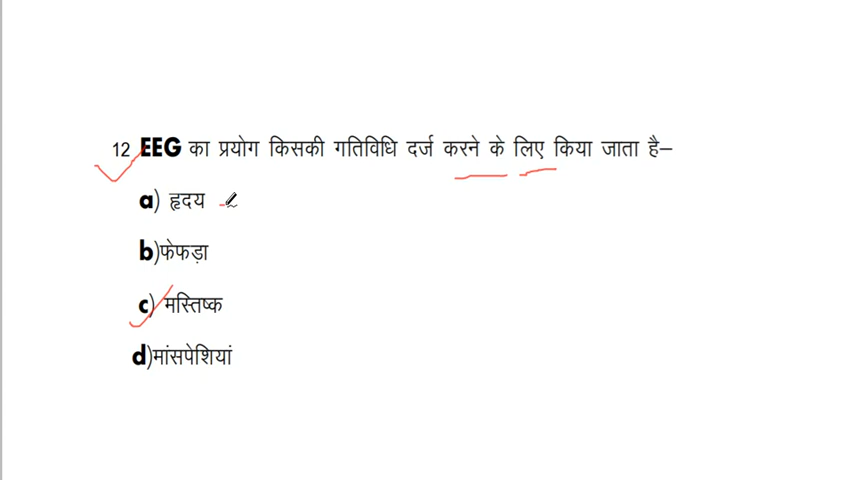 12 EEG का प्रयोग किसकी गतिविधि दर्ज करने के लिए किया जाता है–
a) हृदय
b)फेफड़ा
c) मस्तिष्क
d)मांसपेशियां